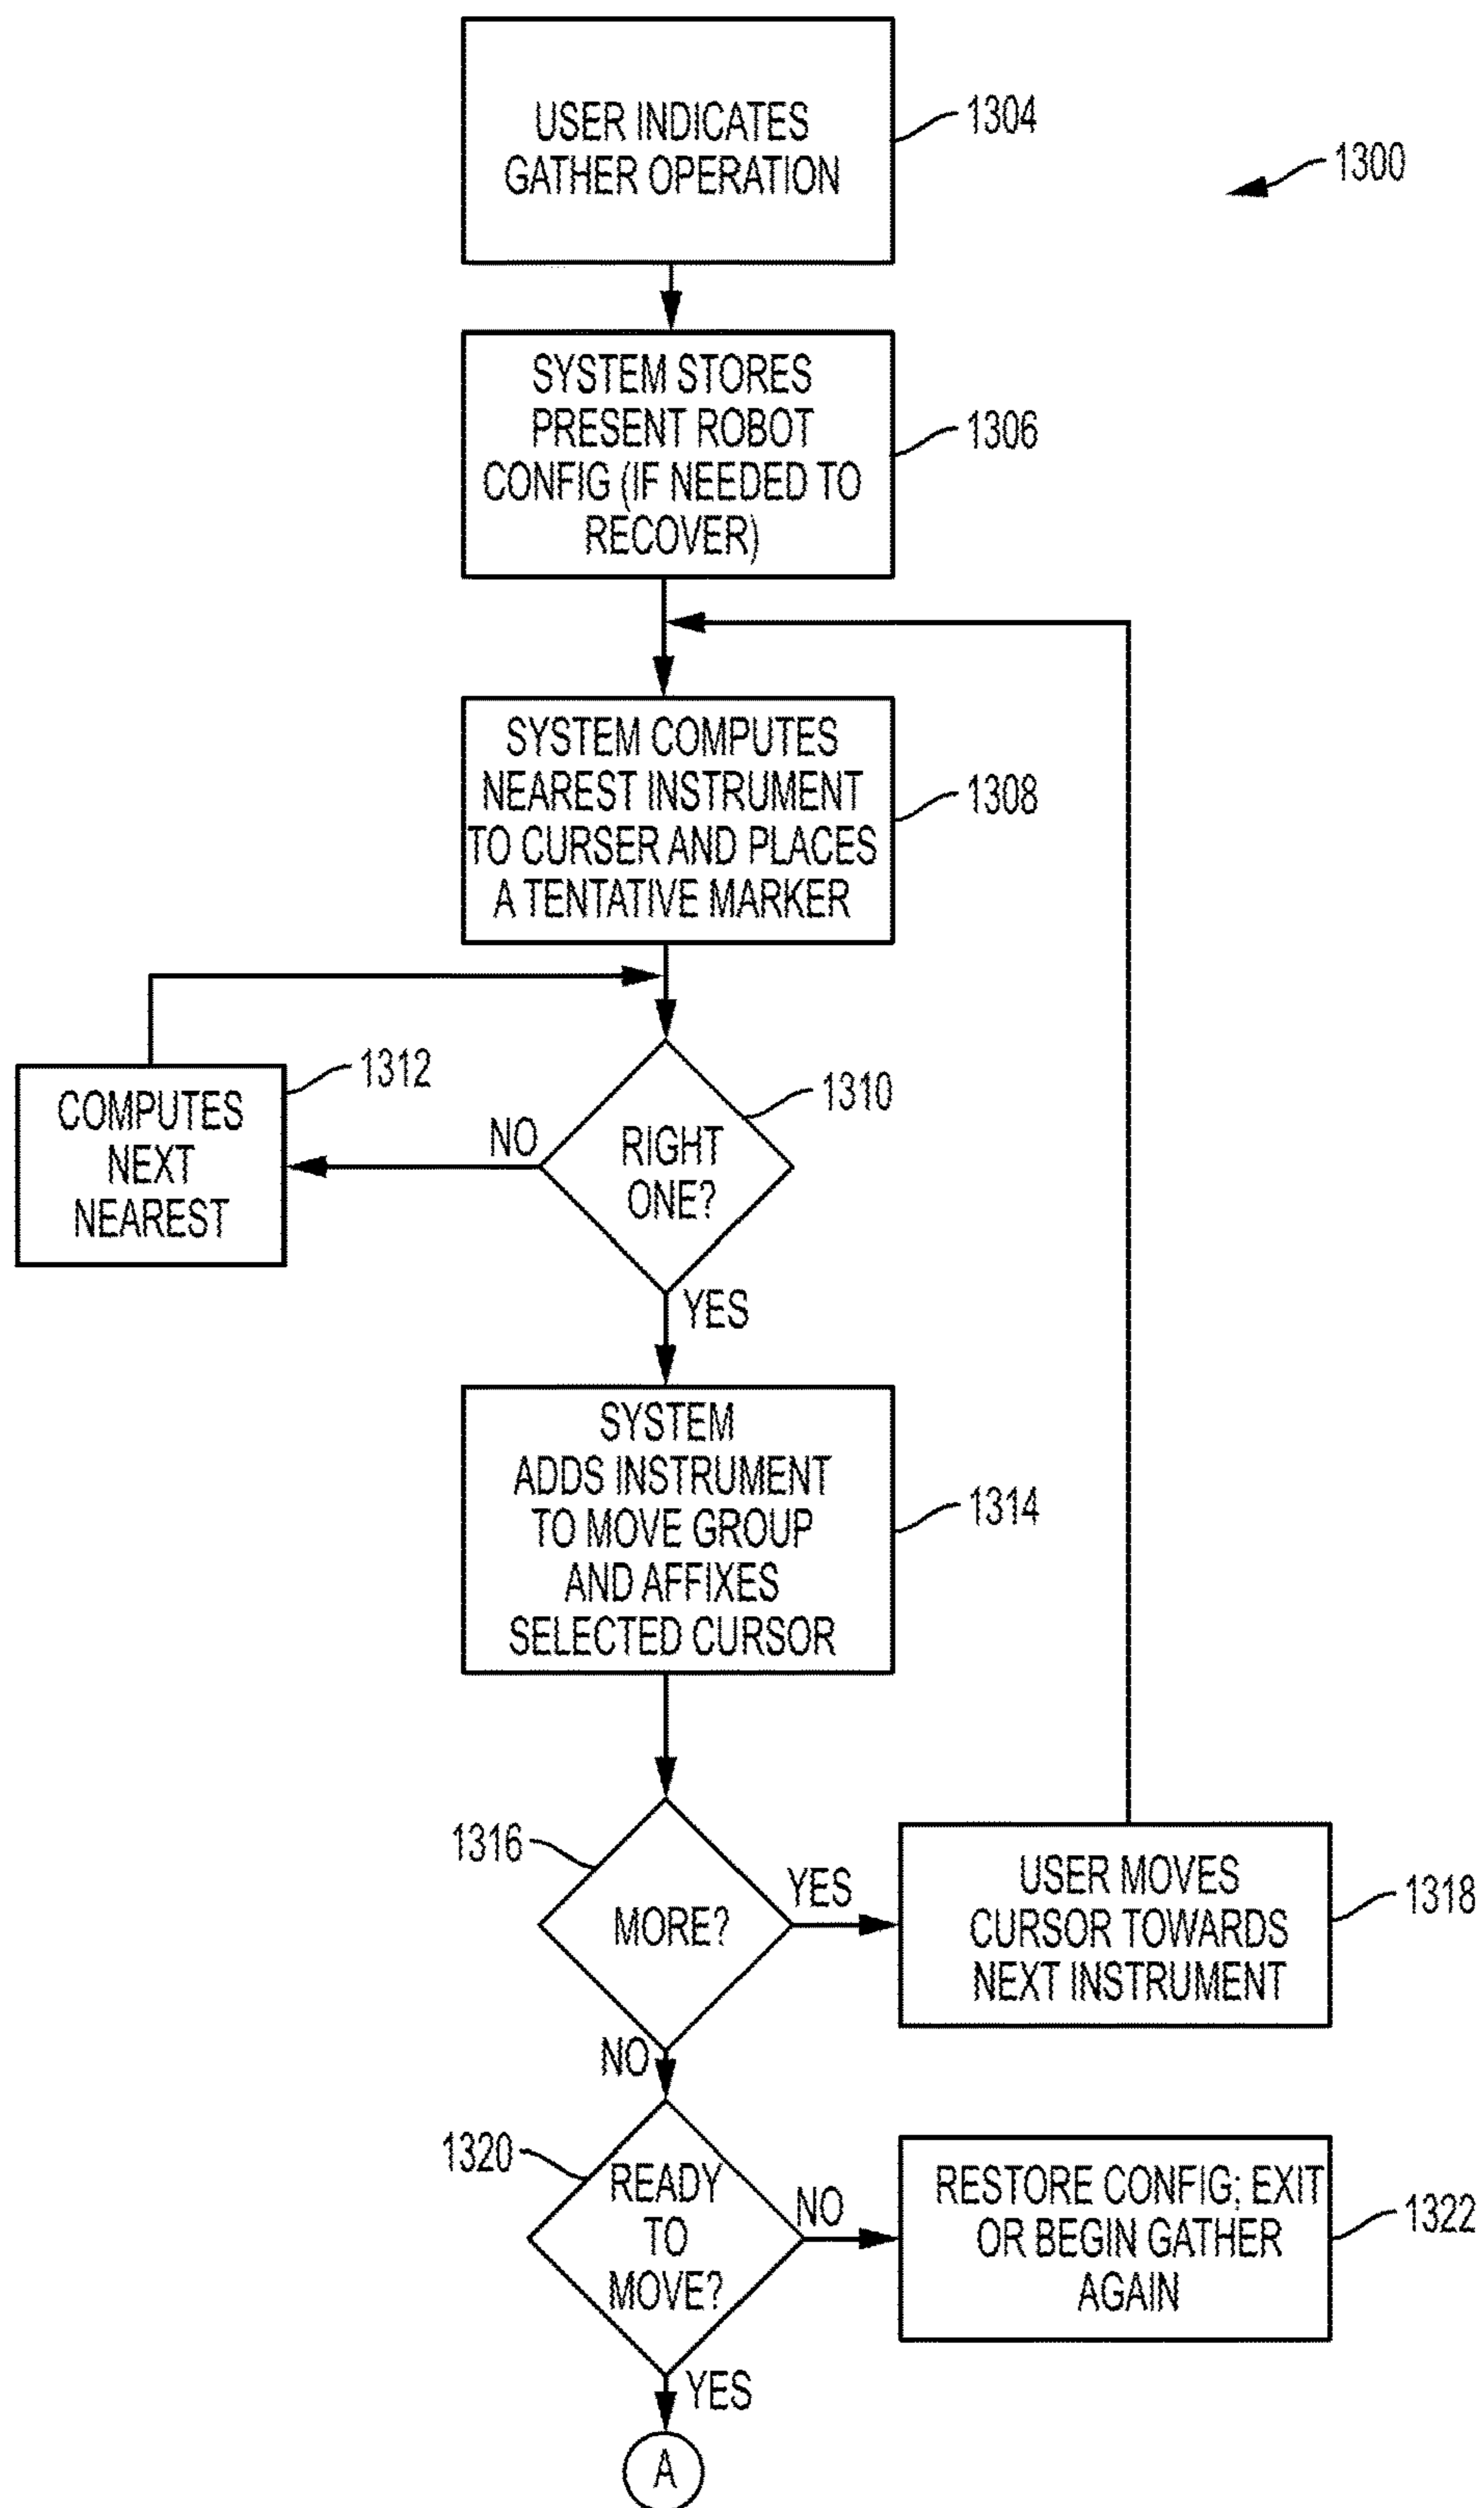 USER INDICATES
GATHER OPERATION
1304
1300
SYSTEM STORES
PRESENT ROBOT
CONFIG (IF NEEDED TO
RECOVER)
1306
SYSTEM COMPUTES
NEAREST INSTRUMENT
TO CURSER AND PLACES
A TENTATIVE MARKER
1308
1312
COMPUTES
NEXT
NEAREST
NO
1310
RIGHT
ONE?
YES
SYSTEM
ADDS INSTRUMENT
TO MOVE GROUP
AND AFFIXES
SELECTED CURSOR
1314
1316
MORE?
YES
USER MOVES
CURSOR TOWARDS
NEXT INSTRUMENT
1318
NO
1320
READY
TO
MOVE?
NO
RESTORE CONFIG; EXIT
OR BEGIN GATHER
AGAIN
1322
YES
A